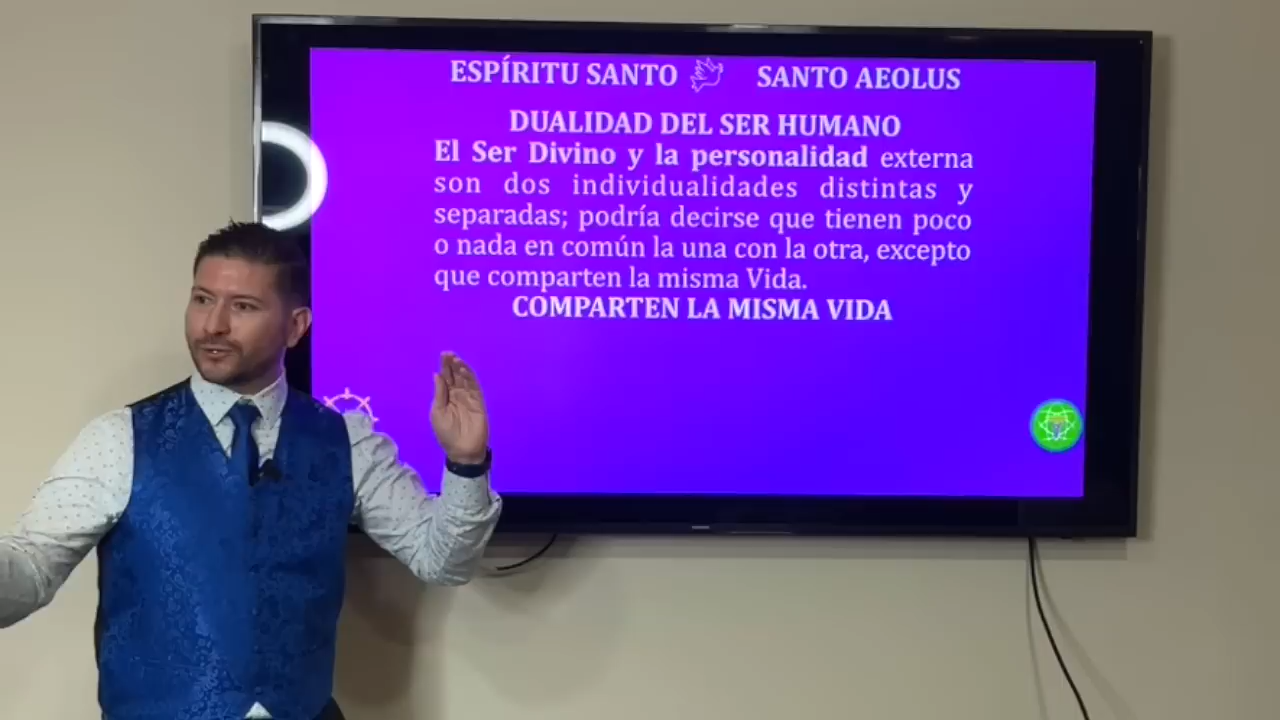 ESPÍRITU SANTO SANTO AEOLUS
DUALIDAD DEL SER HUMANO
El Ser Divino y la personalidad externa
son dos individualidades distintas y
separadas; podría decirse que tienen poco
o nada en común la una con la otra, excepto
que comparten la misma Vida.
COMPARTEN LA MISMA VIDA